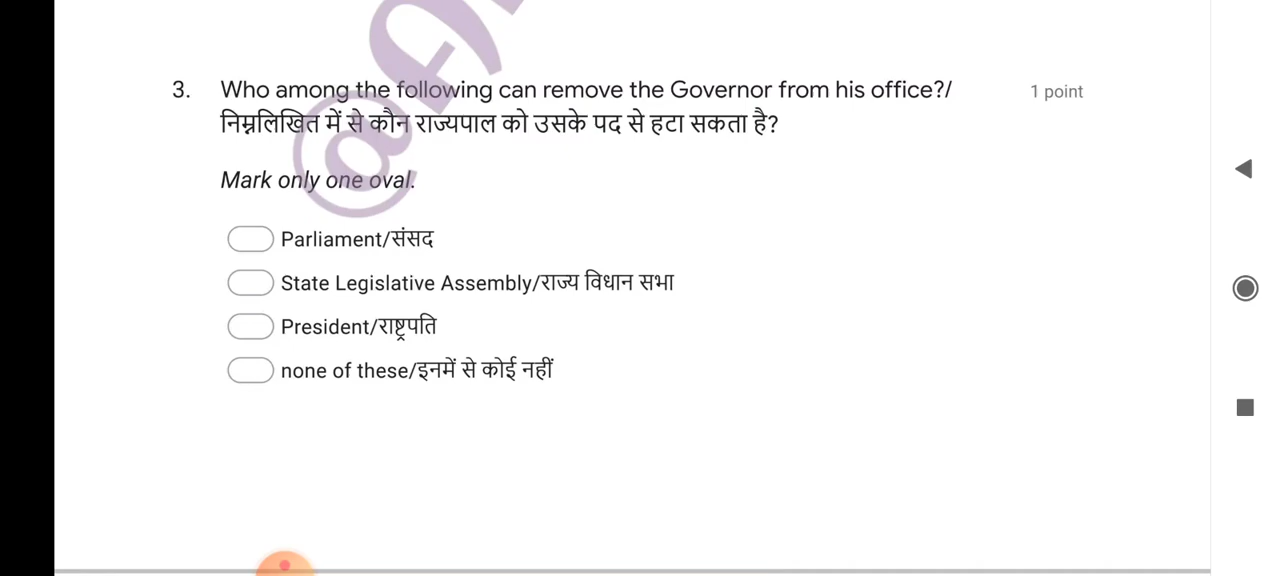 3. Who among the following can remove the Governor from his office?/ 1 point
निम्नलिखित में से कौन राज्यपाल को उसके पद से हटा सकता है?
Mark only one oval.
Parliament/संसद
State Legislative Assembly/राज्य विधान सभा
President/राष्ट्रपति
none of these/इनमें से कोई नहीं